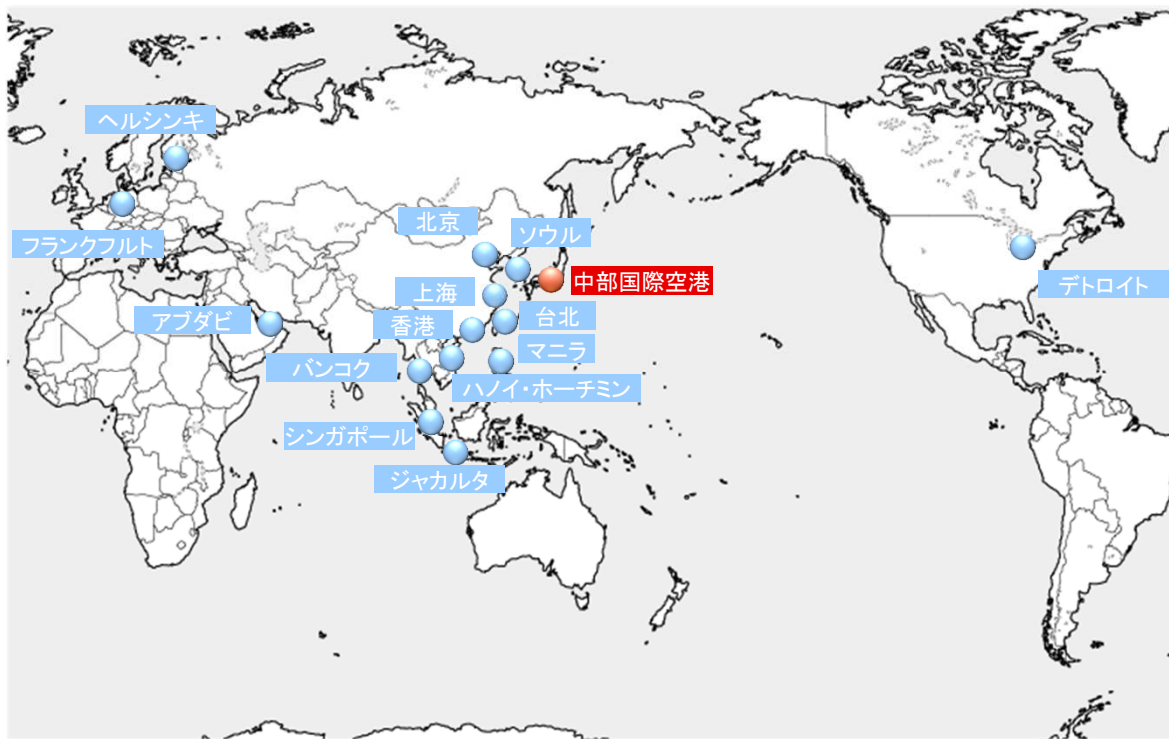 ヘルシンキ
フランクフルト
北京
ソウル
中部国際空港
デトロイト
上海
アブダビ
香港
台北
マニラ
バンコク
ハノイ・ホーチミン
シンガポール
ジャカルタ